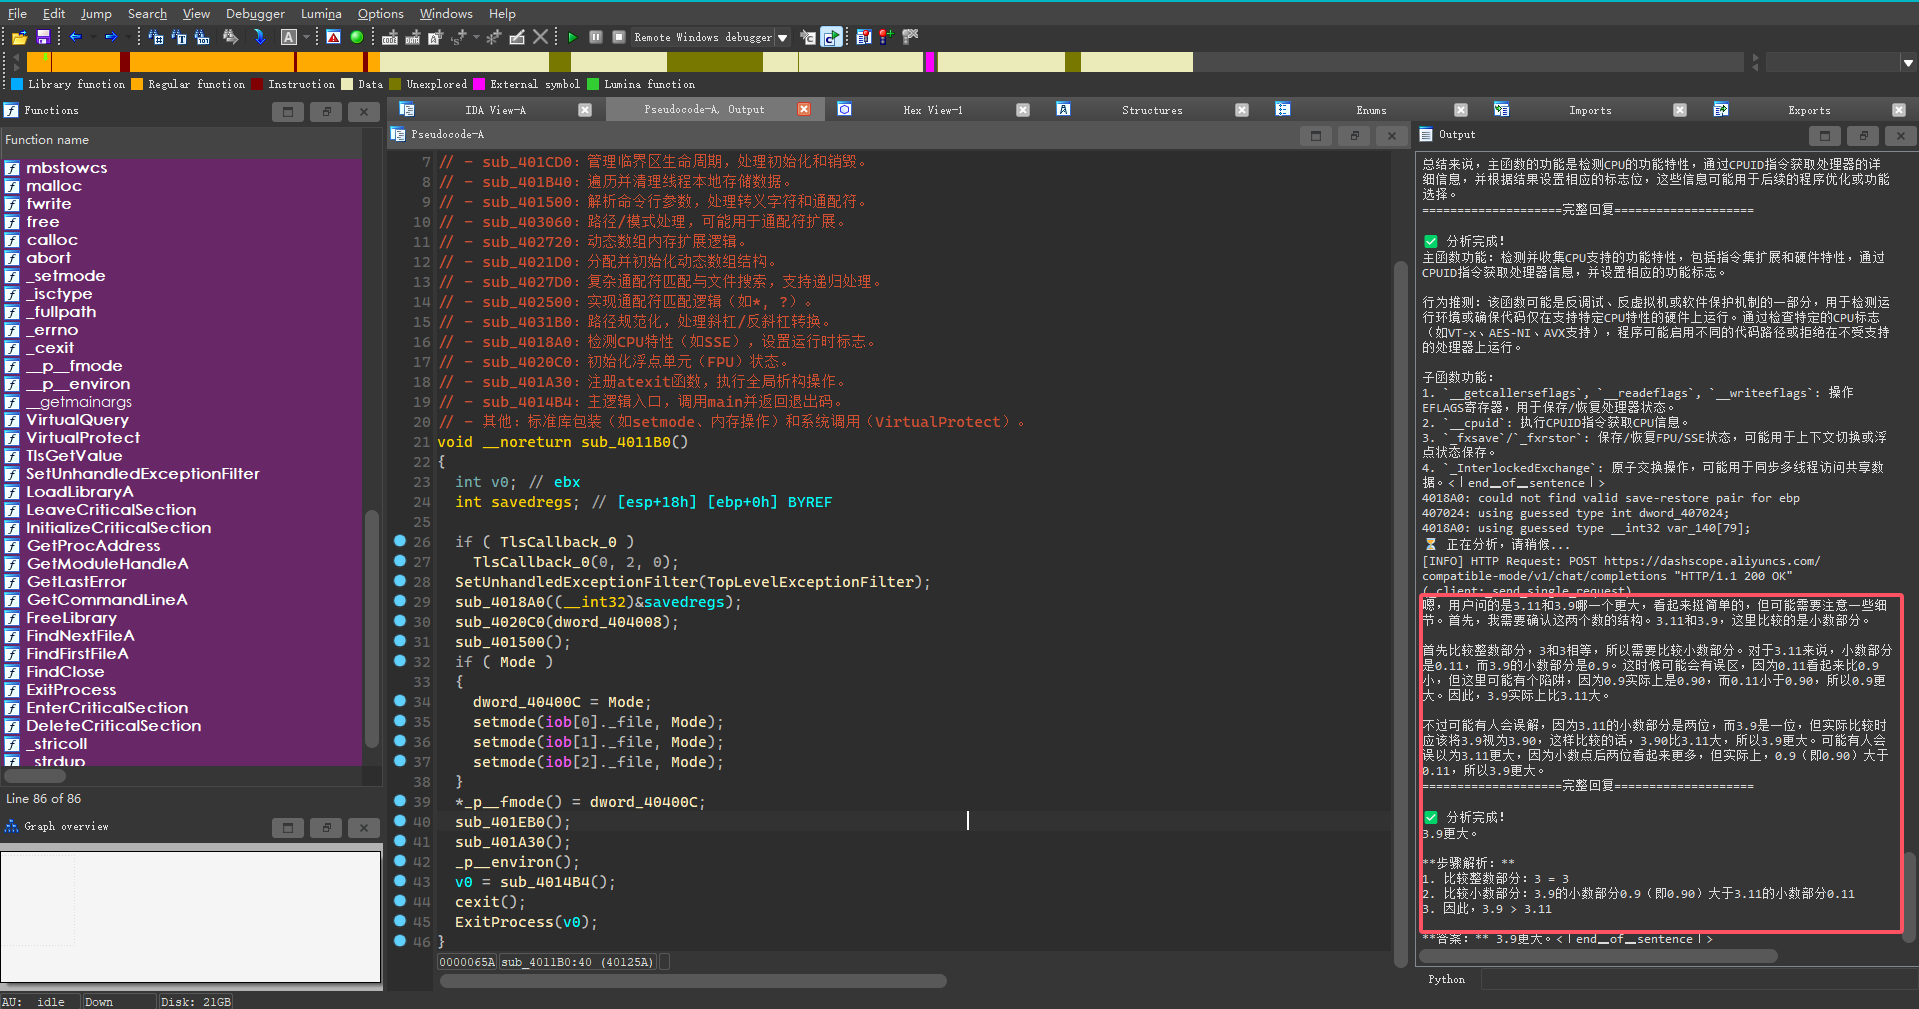 File Edit Jump Search View Debugger Lumina Options Windows Help
Remote Windows debugger
Library function Regular function Instruction Data Unexplored External symbol Lumina function
Functions
Function name
mbstowcs
malloc
fwrite
free
calloc
abort
_setmode
_isctype
_fullpath
_errno
_cexit
__p__fmode
__p__environ
__getmainargs
VirtualQuery
VirtualProtect
TlsGetValue
SetUnhandledExceptionFilter
LoadLibraryA
LeaveCriticalSection
InitializeCriticalSection
GetProcAddress
GetModuleHandleA
GetLastError
GetCommandLineA
FreeLibrary
FindNextFileA
FindFirstFileA
FindClose
ExitProcess
EnterCriticalSection
DeleteCriticalSection
_stricoll
_strdup
Line 86 of 86
Graph overview
AU: idle Down Disk: 21GB
IDA View-A Pseudocode-A, Output Hex View-1 Structures Enums Imports Exports
Pseudocode-A
7 // - sub_401CD0: 管理临界区生命周期，处理初始化和销毁。
8 // - sub_401B40: 遍历并清理线程本地存储数据。
9 // - sub_401500: 解析命令行参数，处理转义字符和通配符。
10 // - sub_403060: 路径/模式处理，可能用于通配符扩展。
11 // - sub_402720: 动态数组内存扩展逻辑。
12 // - sub_4021D0: 分配并初始化动态数组结构。
13 // - sub_4027D0: 复杂通配符匹配与文件搜索，支持递归处理。
14 // - sub_402500: 实现通配符匹配逻辑（如*, ?）。
15 // - sub_4031B0: 路径规范化，处理斜杠/反斜杠转换。
16 // - sub_4018A0: 检测CPU特性（如SSE），设置运行时标志。
17 // - sub_4020C0: 初始化浮点单元（FPU）状态。
18 // - sub_401A30: 注册atexit函数，执行全局析构操作。
19 // - sub_4014B4: 主逻辑入口，调用main并返回退出码。
20 // - 其他: 标准库包装（如setmode、内存操作）和系统调用（VirtualProtect）。
21 void __noreturn sub_4011B0()
22 {
23 int v0; // ebx
24 int savedregs; // [esp+18h] [ebp+0h] BYREF
25
26 if ( TlsCallback_0 )
27 TlsCallback_0(0, 2, 0);
28 SetUnhandledExceptionFilter(TopLevelExceptionFilter);
29 sub_4018A0((__int32)&savedregs);
30 sub_4020C0(dword_404008);
31 sub_401500();
32 if ( Mode )
33 {
34 dword_40400C = Mode;
35 setmode(iob[0]._file, Mode);
36 setmode(iob[1]._file, Mode);
37 setmode(iob[2]._file, Mode);
38 }
39 *_p__fmode() = dword_40400C;
40 sub_401EB0();
41 sub_401A30();
42 _p__environ();
43 v0 = sub_4014B4();
44 cexit();
45 ExitProcess(v0);
46 }
0000065A sub_4011B0:40 (40125A)
Output
总结来说，主函数的功能是检测CPU的功能特性，通过CPUID指令获取处理器的详
细信息，并根据结果设置相应的标志位，这些信息可能用于后续的程序优化或功能
选择。
====================完整回复====================
✅ 分析完成!
主函数功能: 检测并收集CPU支持的功能特性，包括指令集扩展和硬件特性，通过
CPUID指令获取处理器信息，并设置相应的功能标志。
行为推测: 该函数可能是反调试、反虚拟机或软件保护机制的一部分，用于检测运
行环境或确保代码仅在支持特定CPU特性的硬件上运行。通过检查特定的CPU标志
（如VT-x、AES-NI、AVX支持），程序可能启用不同的代码路径或拒绝在不受支持
的处理器上运行。
子函数功能:
1. `__getcallerseflags`, `__readeflags`, `__writeeflags`: 操作
EFLAGS寄存器，用于保存/恢复处理器状态。
2. `__cpuid`: 执行CPUID指令获取CPU信息。
3. `_fxsave`/`_fxrstor`: 保存/恢复FPU/SSE状态，可能用于上下文切换或浮
点状态保存。
4. `_InterlockedExchange`: 原子交换操作，可能用于同步多线程访问共享数
据。<｜end▁of▁sentence｜>
4018A0: could not find valid save-restore pair for ebp
407024: using guessed type int dword_407024;
4018A0: using guessed type __int32 var_140[79];
⏳ 正在分析，请稍候...
[INFO] HTTP Request: POST https://dashscope.aliyuncs.com/
compatible-mode/v1/chat/completions "HTTP/1.1 200 OK"
(_client:_send_single_request)
嗯，用户问的是3.11和3.9哪一个更大，看起来挺简单的，但可能需要注意一些细
节。首先，我需要确认这两个数的结构。3.11和3.9，这里比较的是小数部分。
首先比较整数部分，3和3相等，所以需要比较小数部分。对于3.11来说，小数部分
是0.11，而3.9的小数部分是0.9。这时候可能会有误区，因为0.11看起来比0.9
小，但这里可能有个陷阱，因为0.9实际上是0.90，而0.11小于0.90，所以0.9更
大。因此，3.9实际上比3.11大。
不过可能有人会误解，因为3.11的小数部分是两位，而3.9是一位，但实际比较时
应该将3.9视为3.90，这样比较的话，3.90比3.11大，所以3.9更大。可能有人会
误以为3.11更大，因为小数点后两位看起来更多，但实际上，0.9（即0.90）大于
0.11，所以3.9更大。
====================完整回复====================
✅ 分析完成!
3.9更大。
**步骤解析: **
1. 比较整数部分: 3 = 3
2. 比较小数部分: 3.9的小数部分0.9（即0.90）大于3.11的小数部分0.11
3. 因此，3.9 > 3.11
**答案: ** 3.9更大。<｜end▁of▁sentence｜>
Python